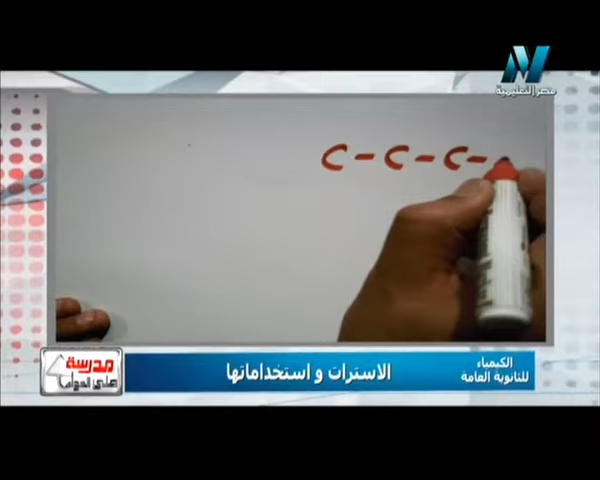 مصر التعليمية
C-C-C-
الكيمياء
للثانوية العامة
الاسترات و استخداماتها
مدرسة
على الهواء